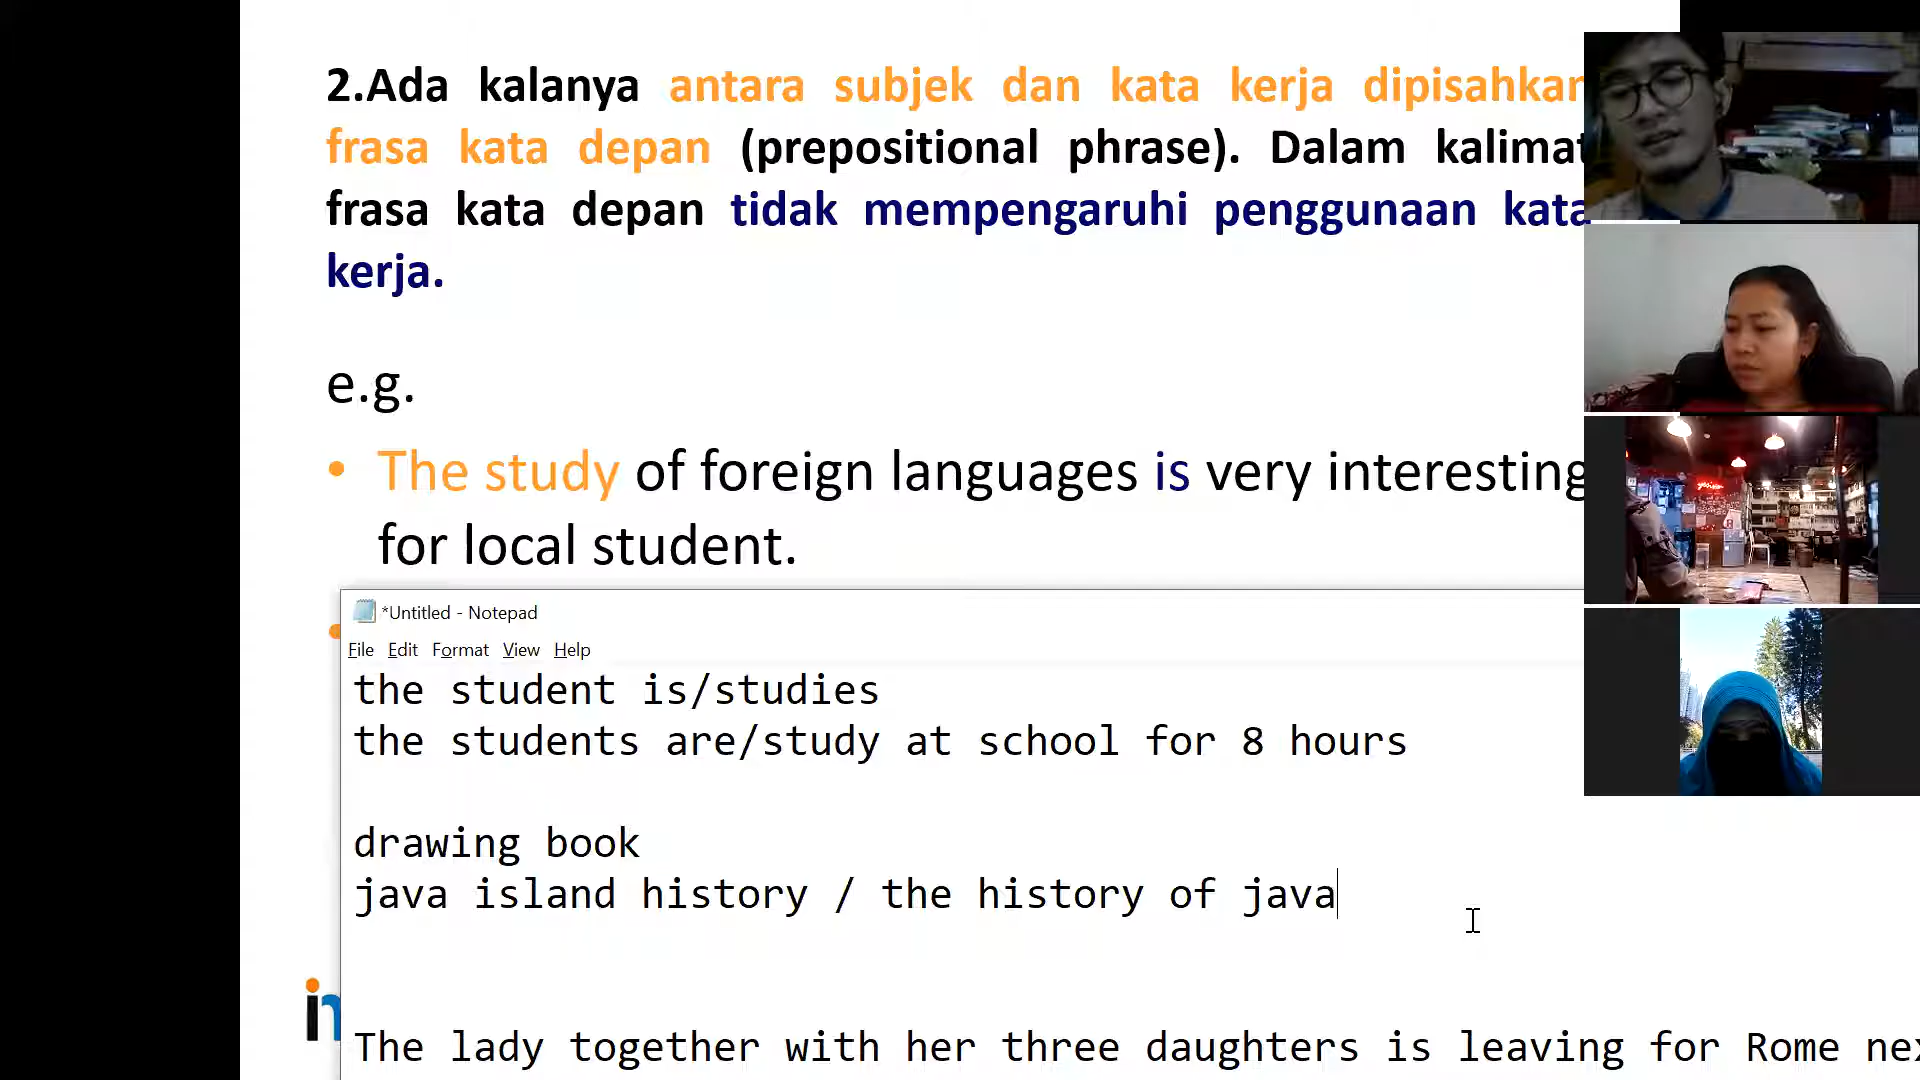 2.Ada kalanya antara subjek dan kata kerja dipisahkan
frasa kata depan (prepositional phrase). Dalam kalimat
frasa kata depan tidak mempengaruhi penggunaan kata
kerja.
e.g.
• The study of foreign languages is very interesting
for local student.
*Untitled - Notepad
File Edit Format View Help
the student is/studies
the students are/study at school for 8 hours
drawing book
java island history / the history of java
The lady together with her three daughters is leaving for Rome